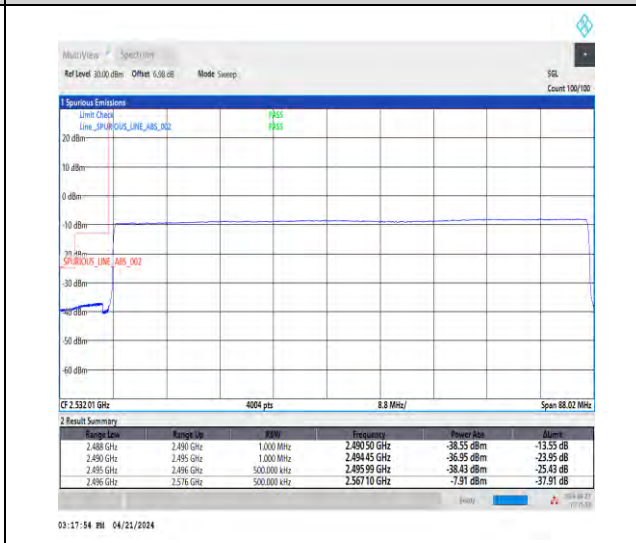 MultiView Spectrum
Ref Level 30.00 dBm Offset 6.98 dB Mode Sweep SGL
Count 100/100
1 Spurious Emissions
Limit Check PASS
Line _SPURIOUS_LINE_ABS_002 PASS
20 dBm
10 dBm
0 dBm
-10 dBm
-20 dBm
SPURIOUS_LINE_ABS_002
-30 dBm
-40 dBm
-50 dBm
-60 dBm
CF 2.532 01 GHz 4004 pts 8.8 MHz/ Span 88.02 MHz
2 Result Summary
Range Low Range Up RBW Frequency Power Abs ΔLimit
2.488 GHz 2.490 GHz 1.000 MHz 2.490 50 GHz -38.55 dBm -13.55 dB
2.490 GHz 2.495 GHz 1.000 MHz 2.494 45 GHz -36.95 dBm -23.95 dB
2.495 GHz 2.496 GHz 500.000 kHz 2.495 99 GHz -38.43 dBm -25.43 dB
2.496 GHz 2.576 GHz 500.000 kHz 2.567 10 GHz -7.91 dBm -37.91 dB
03:17:54 PM 04/21/2024